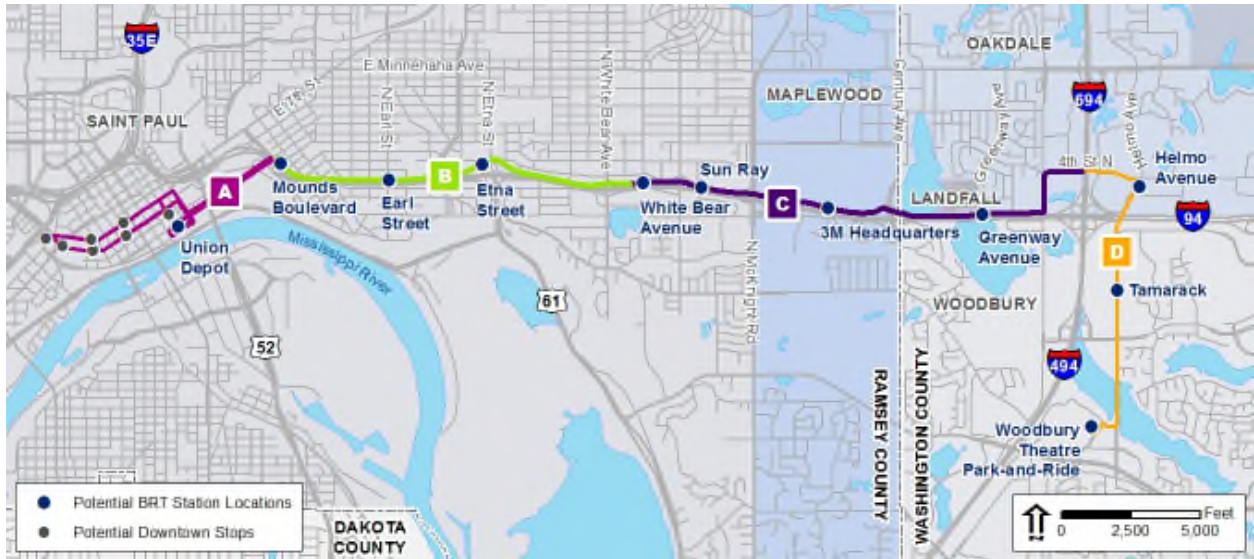 35E
E Minnehaha Ave
E 7th St
N Earl St
N Etna St
N White Bear Ave
SAINT PAUL
A
Mounds
Boulevard
B
Earl
Street
Etna
Street
Union
Depot
Mississippi River
White Bear
Avenue
Sun Ray
C
3M Headquarters
N McKnight Rd
MAPLEWOOD
Century Ave
OAKDALE
Greenway Av
694
Helmo Ave
4th St N
Helmo
Avenue
LANDFALL
94
Greenway
Avenue
D
WOODBURY
Tamarack
61
52
494
RAMSEY COUNTY
WASHINGTON COUNTY
Woodbury
Theatre
Park-and-Ride
Potential BRT Station Locations
Potential Downtown Stops
DAKOTA
COUNTY
Feet
0 2,500 5,000